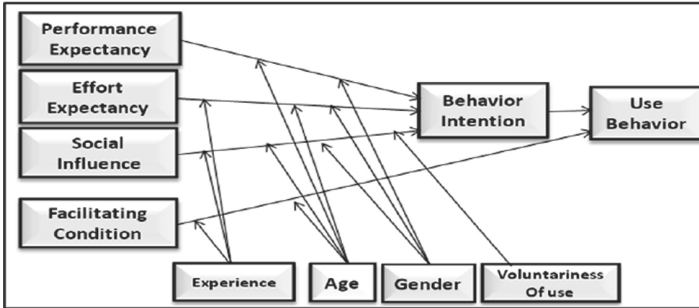 Performance
Expectancy
Effort
Expectancy
Social
Influence
Facilitating
Condition
Behavior
Intention
Use
Behavior
Experience
Age
Gender
Voluntariness
Of use